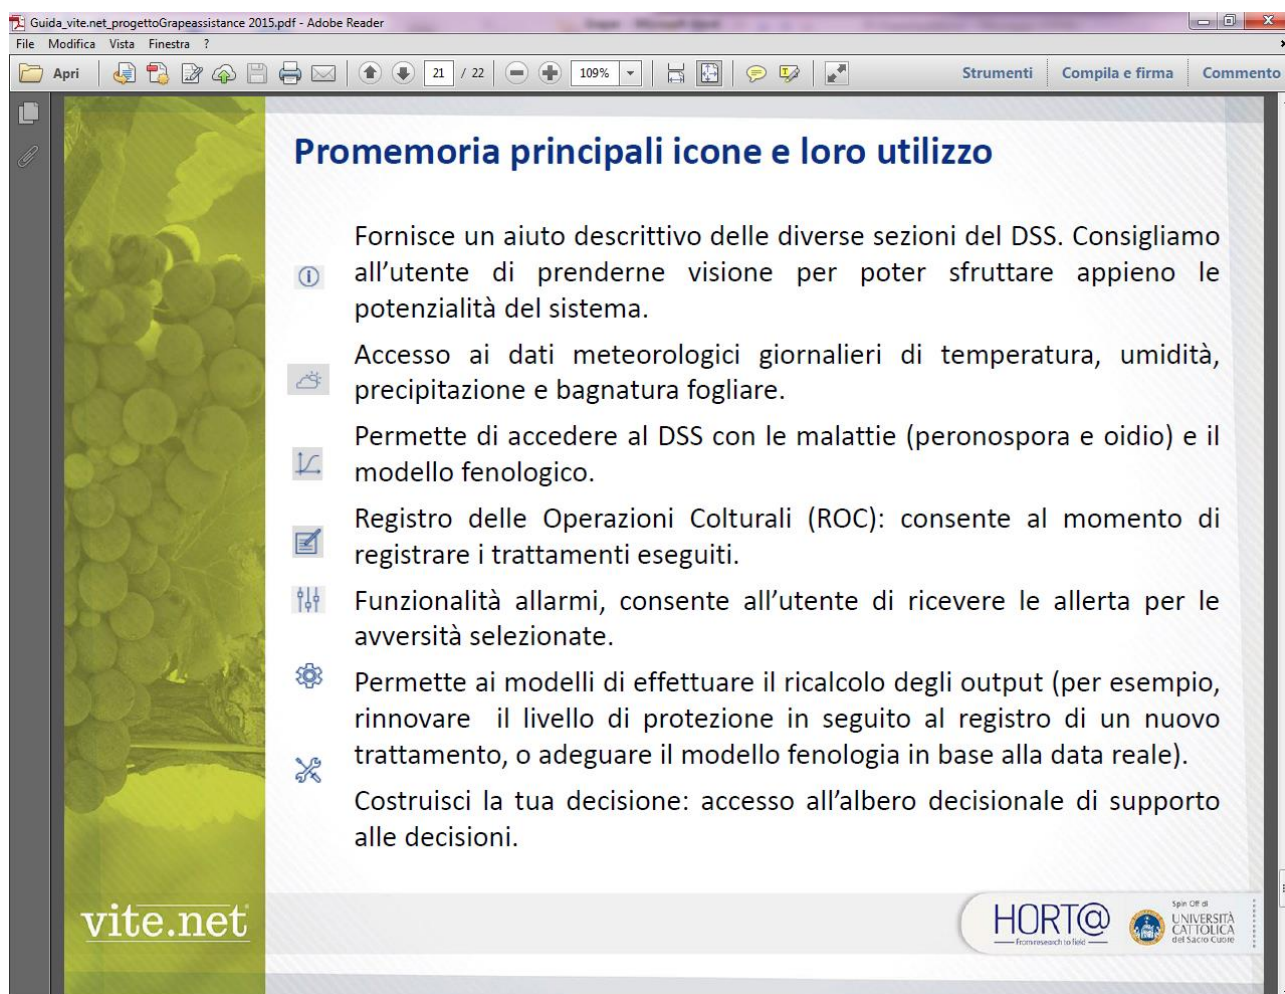 Guida_vite.net_progettoGrapeassistance 2015.pdf - Adobe Reader
File Modifica Vista Finestra ?
Apri 21 / 22 109% Strumenti Compila e firma Commento
Promemoria principali icone e loro utilizzo
Fornisce un aiuto descrittivo delle diverse sezioni del DSS. Consigliamo
all'utente di prenderne visione per poter sfruttare appieno le
potenzialità del sistema.
Accesso ai dati meteorologici giornalieri di temperatura, umidità,
precipitazione e bagnatura fogliare.
Permette di accedere al DSS con le malattie (peronospora e oidio) e il
modello fenologico.
Registro delle Operazioni Colturali (ROC): consente al momento di
registrare i trattamenti eseguiti.
Funzionalità allarmi, consente all'utente di ricevere le allerta per le
avversità selezionate.
Permette ai modelli di effettuare il ricalcolo degli output (per esempio,
rinnovare il livello di protezione in seguito al registro di un nuovo
trattamento, o adeguare il modello fenologia in base alla data reale).
Costruisci la tua decisione: accesso all'albero decisionale di supporto
alle decisioni.
vite.net
HORT@
From research to field
Spin Off di
UNIVERSITÀ
CATTOLICA
del Sacro Cuore